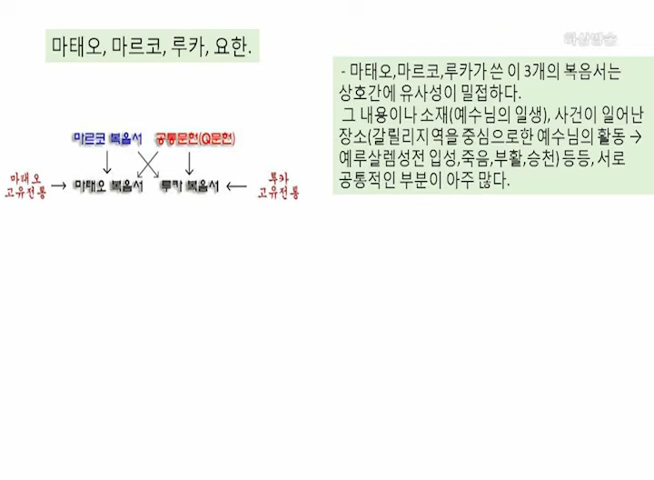 마태오, 마르코, 루카, 요한.
하상방송
- 마태오,마르코,루카가 쓴 이 3개의 복음서는
상호간에 유사성이 밀접하다.
그 내용이나 소재(예수님의 일생), 사건이 일어난
장소(갈릴리지역을 중심으로한 예수님의 활동 →
예루살렘성전 입성,죽음,부활,승천) 등등, 서로
공통적인 부분이 아주 많다.
마르코 복음서 공통문헌(Q문헌)
마태오
고유전통
마태오 복음서 루카 복음서
루카
고유전통